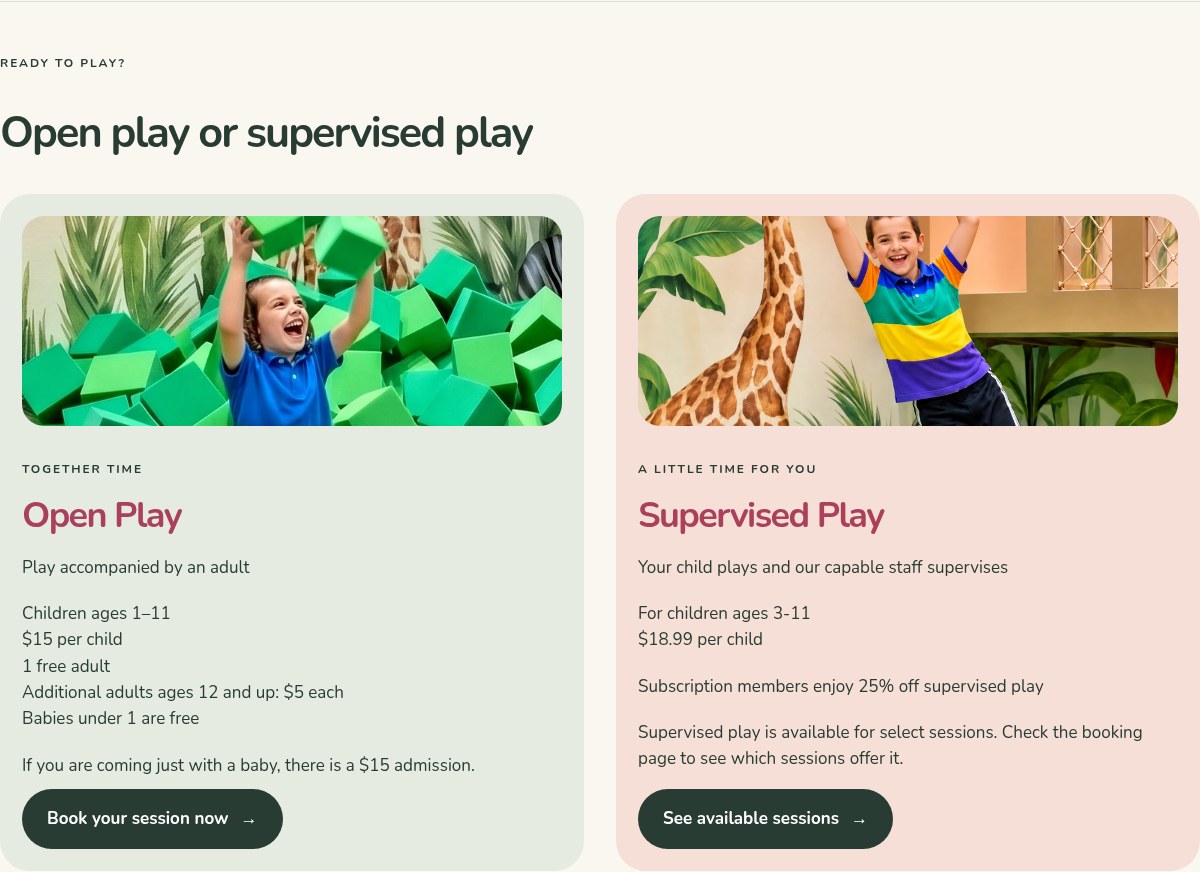 READY TO PLAY?
Open play or supervised play
TOGETHER TIME
Open Play
Play accompanied by an adult
Children ages 1–11
$15 per child
1 free adult
Additional adults ages 12 and up: $5 each
Babies under 1 are free
If you are coming just with a baby, there is a $15 admission.
Book your session now →
A LITTLE TIME FOR YOU
Supervised Play
Your child plays and our capable staff supervises
For children ages 3-11
$18.99 per child
Subscription members enjoy 25% off supervised play
Supervised play is available for select sessions. Check the booking
page to see which sessions offer it.
See available sessions →